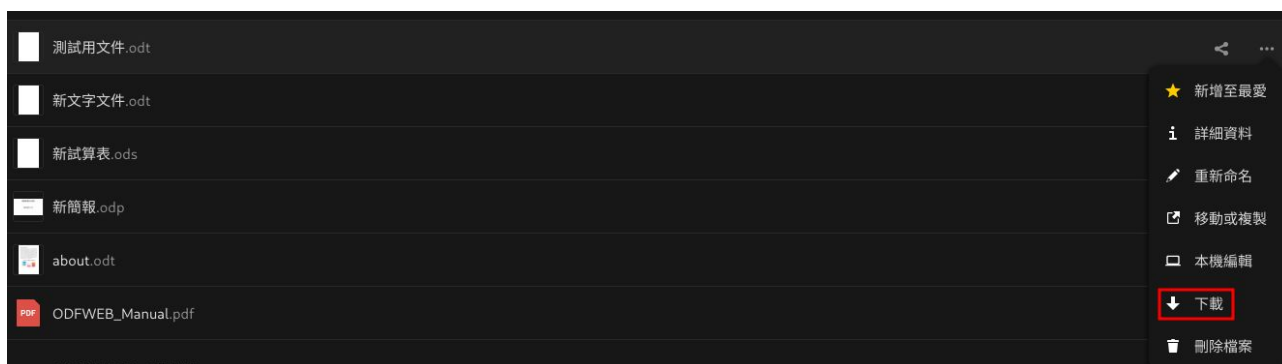 測試用文件.odt
新文字文件.odt
新增至最愛
詳細資料
新試算表.ods
重新命名
新簡報.odp
移動或複製
about.odt
本機編輯
PDF
ODFWEB_Manual.pdf
下載
刪除檔案